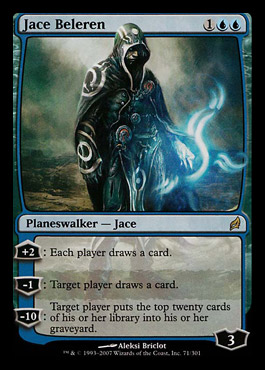 Jace Beleren 1
Planeswalker — Jace
+2 : Each player draws a card.
-1 : Target player draws a card.
Target player puts the top twenty cards
-10 : of his or her library into his or her
graveyard.
3
Aleksi Briclot
™ & © 1993–2007 Wizards of the Coast, Inc. 71/301